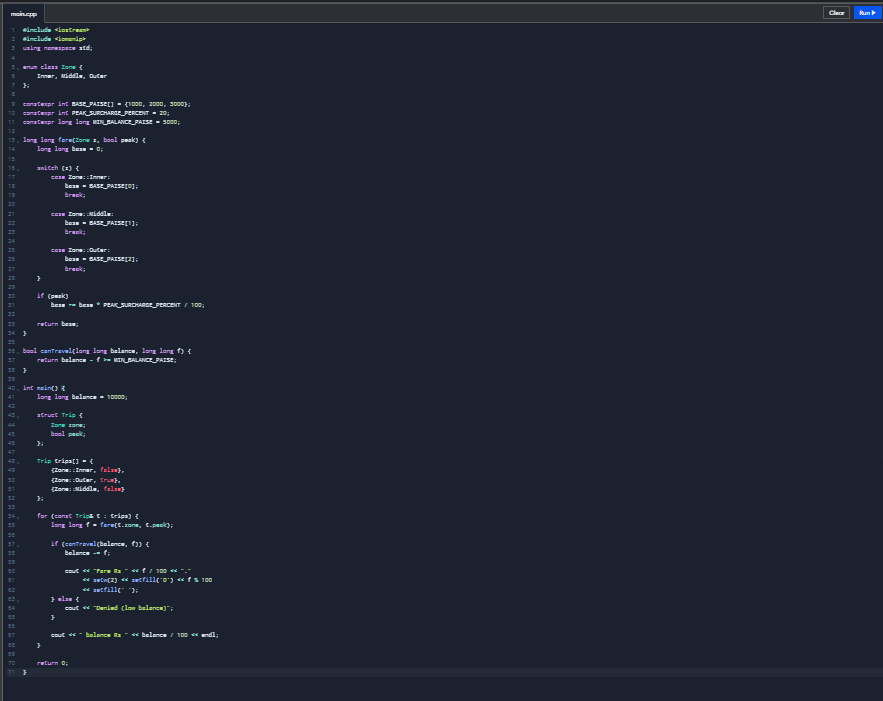 main.cpp
Clear
Run
1 #include <iostream>
2 #include <iomanip>
3 using namespace std;
4
5 enum class Zone {
6     Inner, Middle, Outer
7 };
8
9 constexpr int BASE_PAISE[] = {1000, 2000, 3000};
10 constexpr int PEAK_SURCHARGE_PERCENT = 20;
11 constexpr long long MIN_BALANCE_PAISE = 5000;
12
13 long long fare(Zone z, bool peak) {
14     long long base = 0;
15
16     switch (z) {
17         case Zone::Inner:
18             base = BASE_PAISE[0];
19             break;
20
21         case Zone::Middle:
22             base = BASE_PAISE[1];
23             break;
24
25         case Zone::Outer:
26             base = BASE_PAISE[2];
27             break;
28     }
29
30     if (peak)
31         base += base * PEAK_SURCHARGE_PERCENT / 100;
32
33     return base;
34 }
35
36 bool canTravel(long long balance, long long f) {
37     return balance - f >= MIN_BALANCE_PAISE;
38 }
39
40 int main() {
41     long long balance = 10000;
42
43     struct Trip {
44         Zone zone;
45         bool peak;
46     };
47
48     Trip trips[] = {
49         {Zone::Inner, false},
50         {Zone::Outer, true},
51         {Zone::Middle, false}
52     };
53
54     for (const Trip& t : trips) {
55         long long f = fare(t.zone, t.peak);
56
57         if (canTravel(balance, f)) {
58             balance -= f;
59
60             cout << "Fare Rs " << f / 100 << "."
61                  << setw(2) << setfill('0') << f % 100
62                  << setfill(' ');
63         } else {
64             cout << "Denied (low balance)";
65         }
66
67         cout << " balance Rs " << balance / 100 << endl;
68     }
69
70     return 0;
71 }